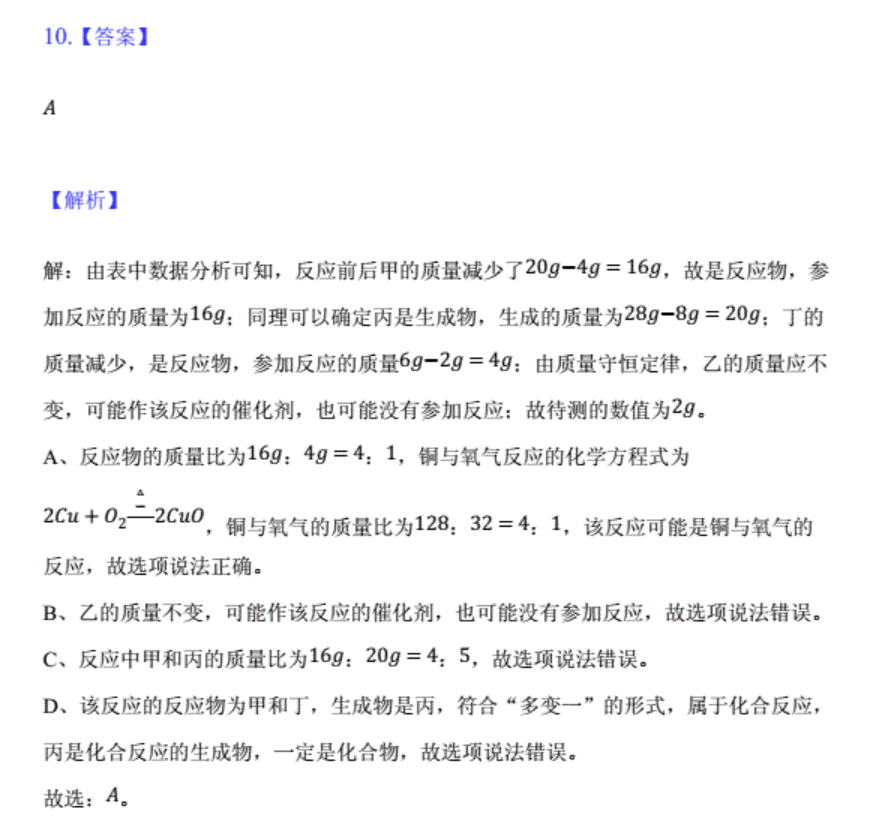 10.【答案】
A
【解析】
解：由表中数据分析可知，反应前后甲的质量减少了20g−4g = 16g，故是反应物，参
加反应的质量为16g；同理可以确定丙是生成物，生成的质量为28g−8g = 20g；丁的
质量减少，是反应物，参加反应的质量6g−2g = 4g；由质量守恒定律，乙的质量应不
变，可能作该反应的催化剂，也可能没有参加反应；故待测的数值为2g。
A、反应物的质量比为16g：4g = 4：1，铜与氧气反应的化学方程式为
△
2Cu + O₂=2CuO，铜与氧气的质量比为128：32 = 4：1，该反应可能是铜与氧气的
反应，故选项说法正确。
B、乙的质量不变，可能作该反应的催化剂，也可能没有参加反应，故选项说法错误。
C、反应中甲和丙的质量比为16g：20g = 4：5，故选项说法错误。
D、该反应的反应物为甲和丁，生成物是丙，符合“多变一”的形式，属于化合反应，
丙是化合反应的生成物，一定是化合物，故选项说法错误。
故选：A。